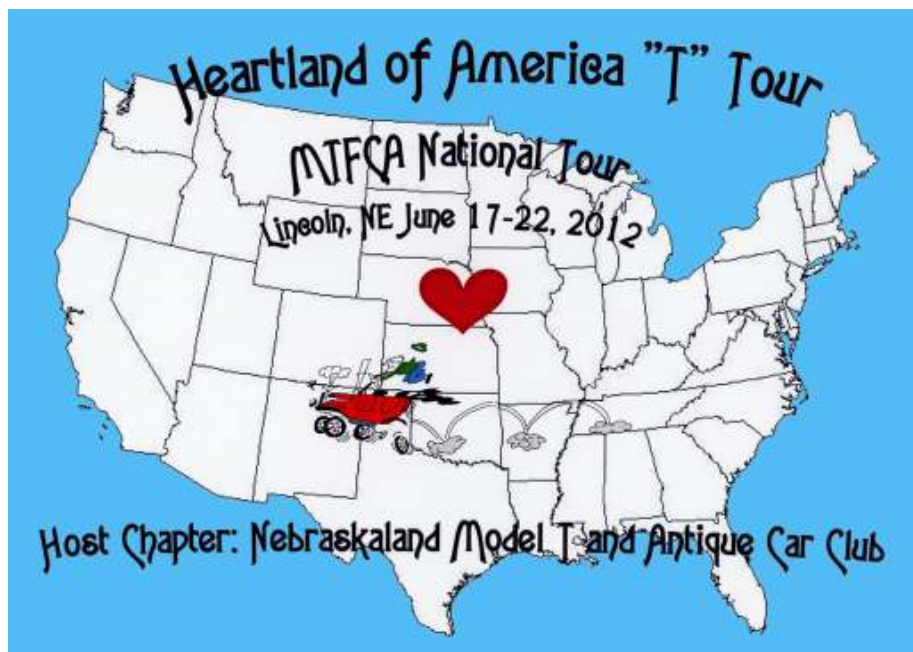 Heartland of America "T" Tour
MTFCA National Tour
Lincoln, NE June 17-22, 2012
Host Chapter: Nebraskaland Model T and Antique Car Club